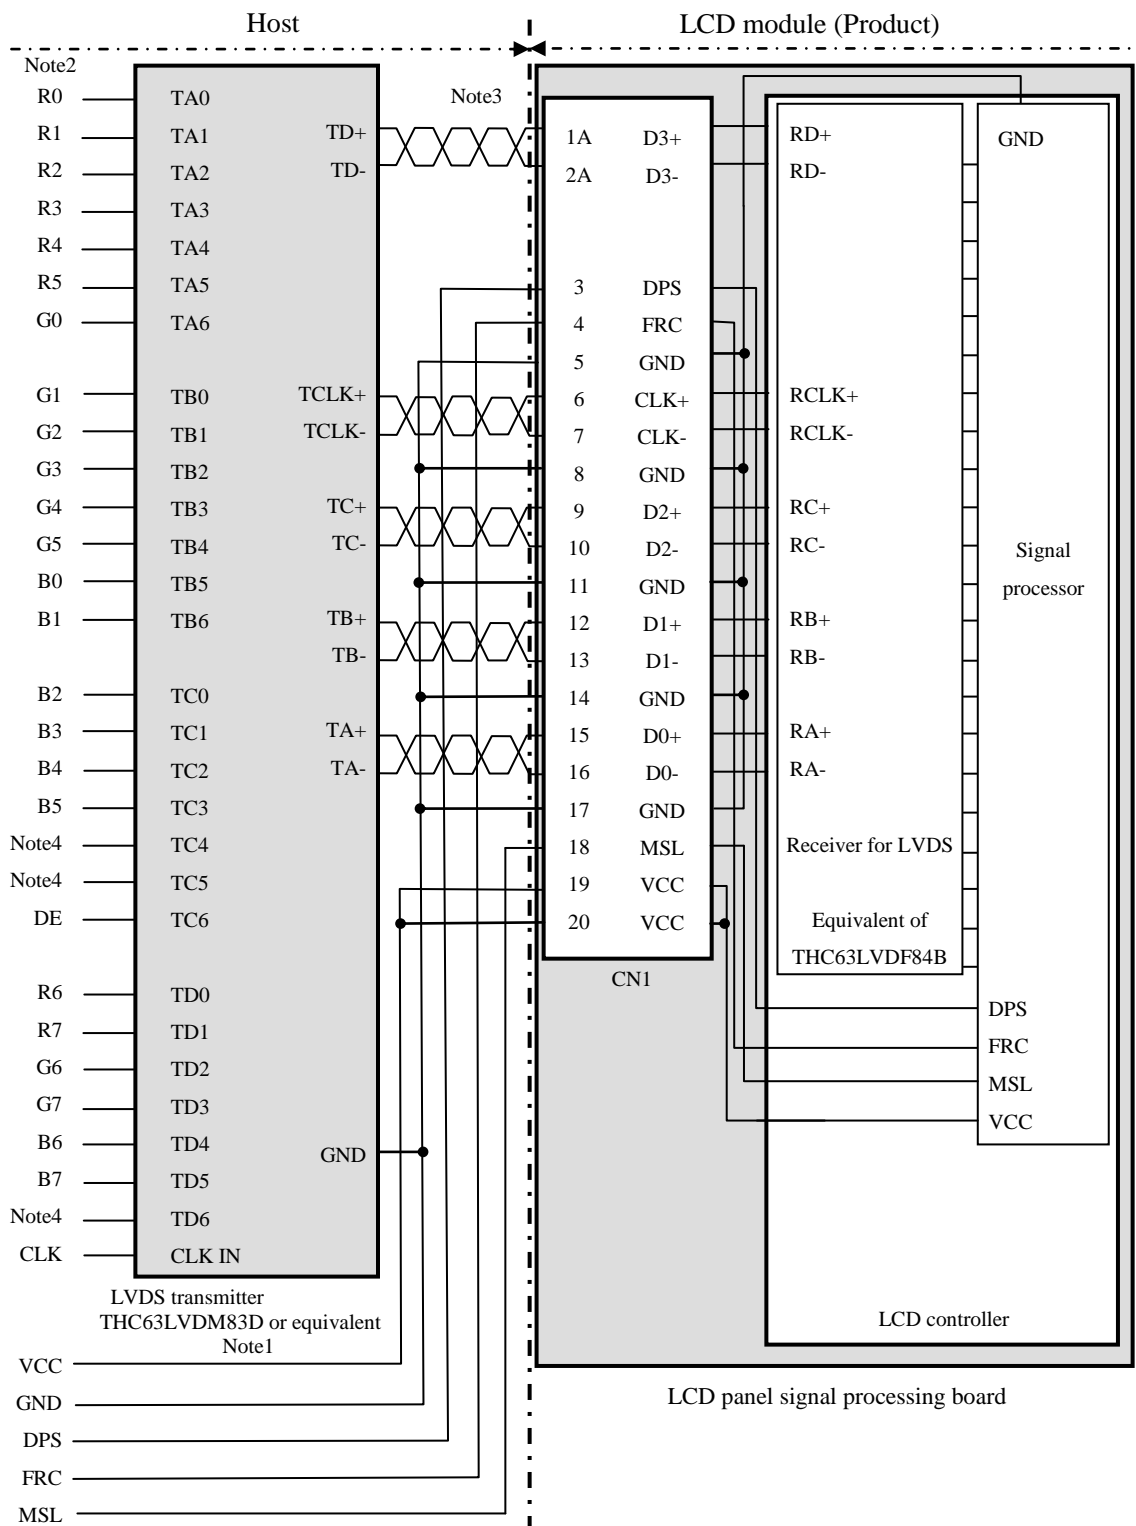 Host
LCD module (Product)
Note2
Note3
R0 TA0
R1 TA1 TD+ 1A D3+ RD+ GND
R2 TA2 TD- 2A D3- RD-
R3 TA3
R4 TA4
R5 TA5 3 DPS
G0 TA6 4 FRC
5 GND
G1 TB0 TCLK+ 6 CLK+ RCLK+
G2 TB1 TCLK- 7 CLK- RCLK-
G3 TB2 8 GND
G4 TB3 TC+ 9 D2+ RC+
G5 TB4 TC- 10 D2- RC- Signal
B0 TB5 11 GND processor
B1 TB6 TB+ 12 D1+ RB+
TB- 13 D1- RB-
B2 TC0 14 GND
B3 TC1 TA+ 15 D0+ RA+
B4 TC2 TA- 16 D0- RA-
B5 TC3 17 GND
Note4 TC4 18 MSL Receiver for LVDS
Note4 TC5 19 VCC
DE TC6 20 VCC Equivalent of
THC63LVDF84B
CN1
R6 TD0 DPS
R7 TD1 FRC
G6 TD2 MSL
G7 TD3 VCC
B6 TD4 GND
B7 TD5
Note4 TD6
CLK CLK IN
LVDS transmitter
THC63LVDM83D or equivalent
Note1
LCD controller
VCC
GND
LCD panel signal processing board
DPS
FRC
MSL